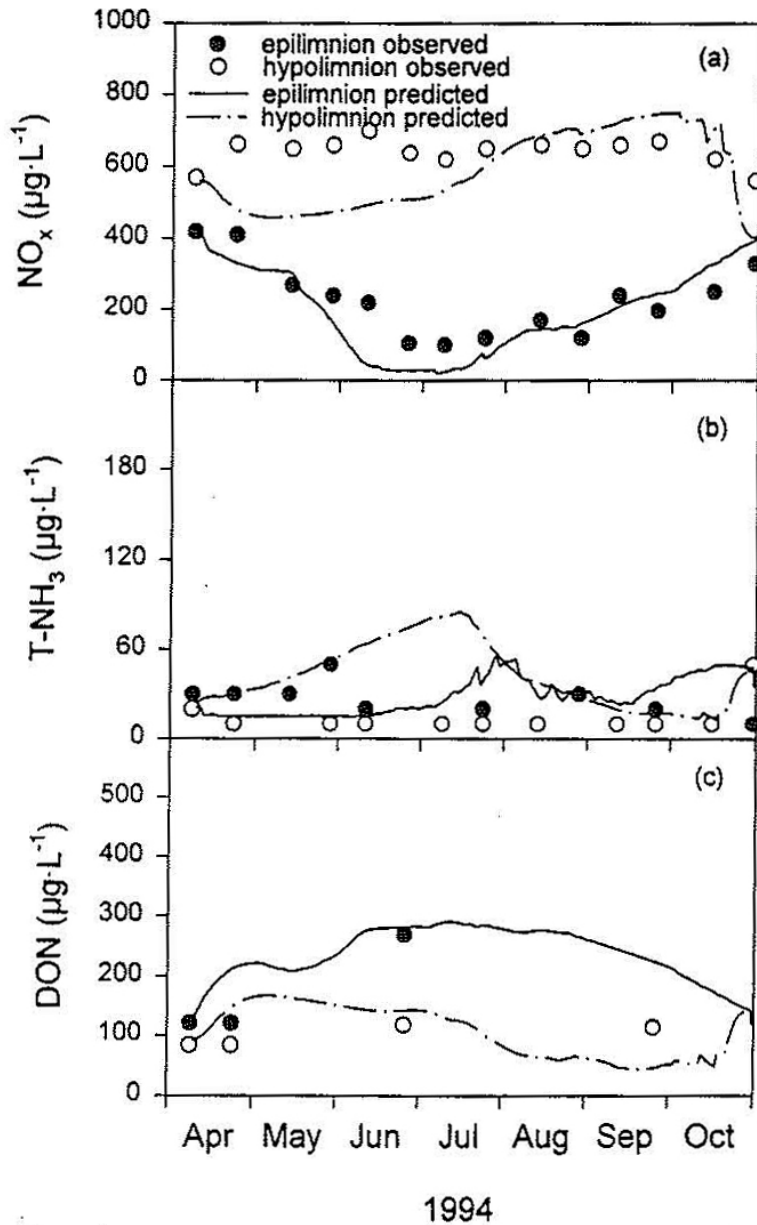 1000
epilimnion observed
(a)
hypolimnion observed
800
epilimnion predicted
hypolimnion predicted
600
400
200
0
NOx (µg·L⁻¹)
(b)
180
120
60
0
T-NH₃ (µg·L⁻¹)
(c)
500
400
300
200
100
0
DON (µg·L⁻¹)
Apr May Jun Jul Aug Sep Oct
1994